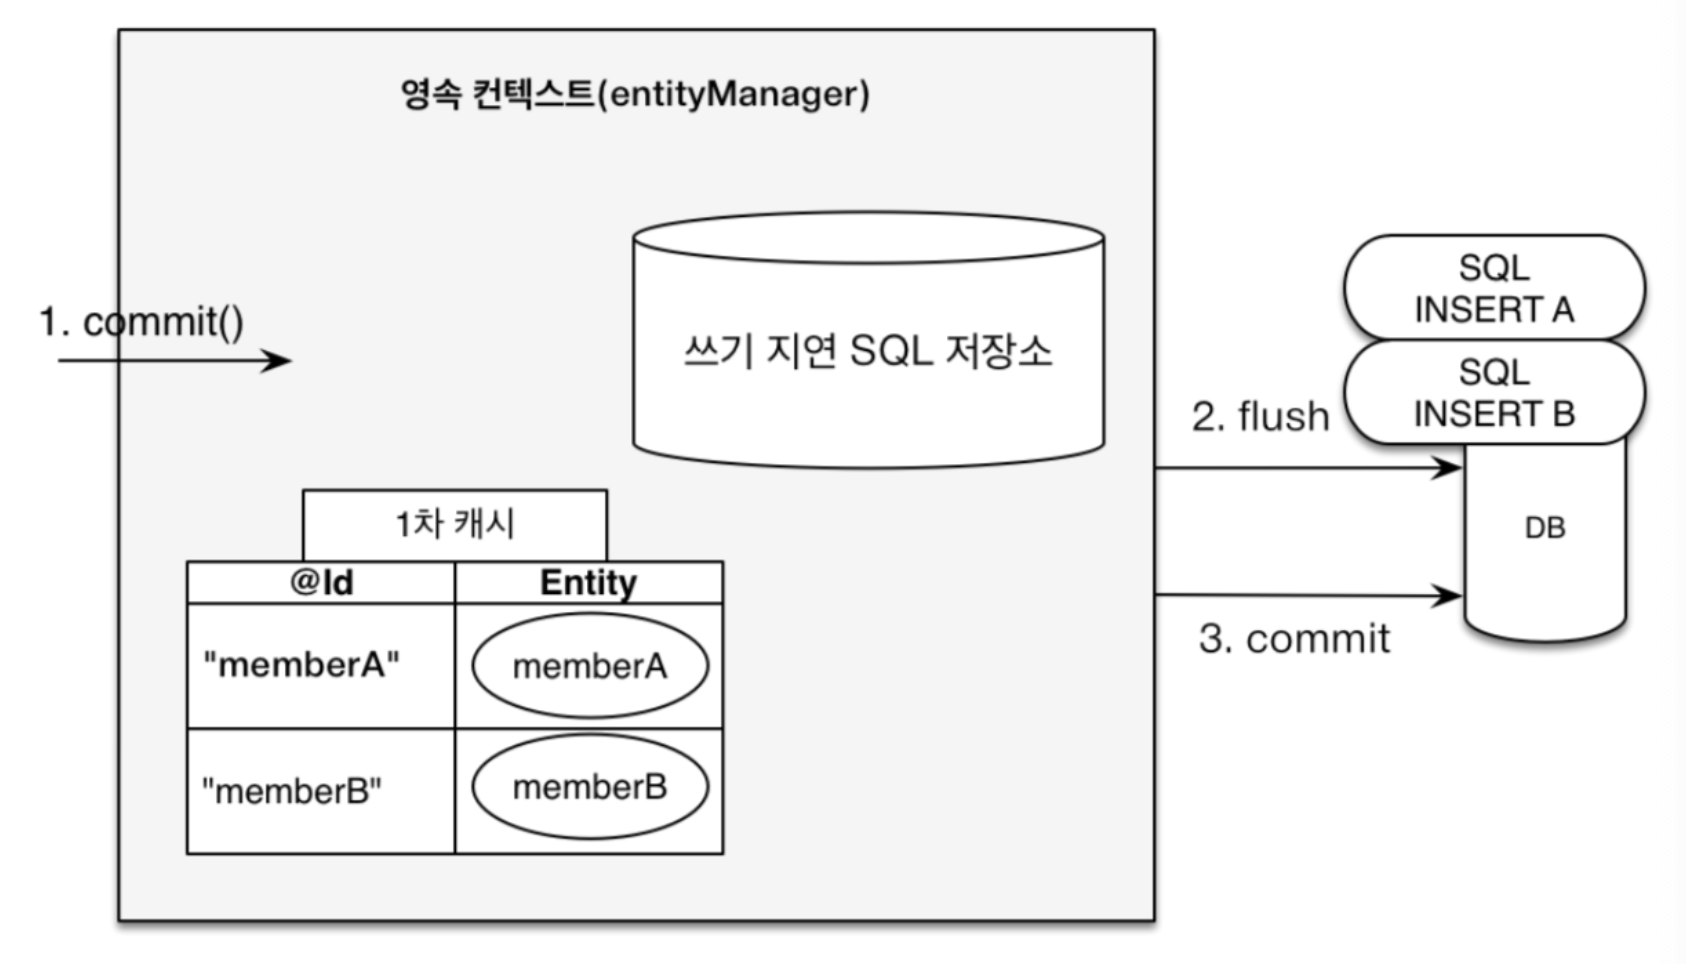 영속 컨텍스트(entityManager)
1. commit()
쓰기 지연 SQL 저장소
SQL
INSERT A
SQL
INSERT B
2. flush
DB
3. commit
1차 캐시
@Id Entity
"memberA" memberA
"memberB" memberB